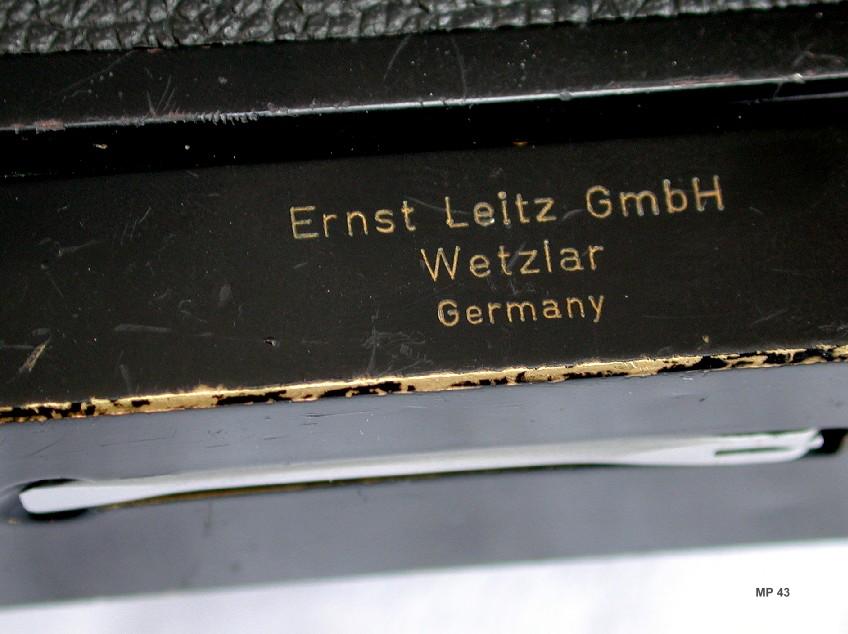 Ernst Leitz GmbH
Wetzlar
Germany
MP 43